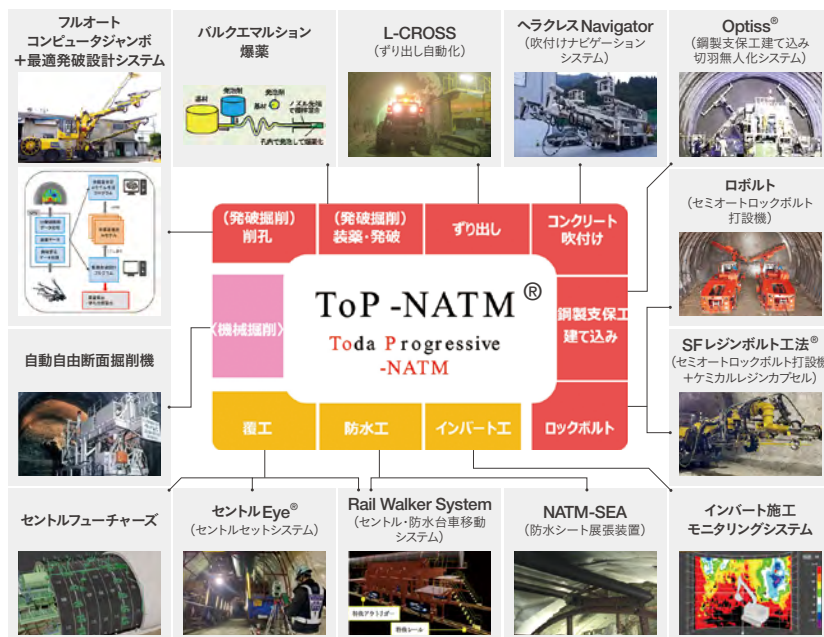 フルオート
コンピュータジャンボ
＋最適発破設計システム
バルクエマルション
爆薬
L-CROSS
（ずり出し自動化）
ヘラクレスNavigator
（吹付けナビゲーション
システム）
Optiss®
（鋼製支保工建て込み
切羽無人化システム）
ロボルト
（セミオートロックボルト
打設機）
SFレジンボルト工法®
（セミオートロックボルト打設機
＋ケミカルレジンカプセル）
自動自由断面掘削機
（発破掘削）
削孔
（発破掘削）
装薬・発破
ずり出し
コンクリート
吹付け
〈機械掘削〉
鋼製支保工
建て込み
ToP -NATM®
Toda Progressive
-NATM
覆工
防水工
インバート工
ロックボルト
セントルフューチャーズ
セントルEye®
（セントルセットシステム）
Rail Walker System
（セントル・防水台車移動
システム）
NATM-SEA
（防水シート展張装置）
インバート施工
モニタリングシステム